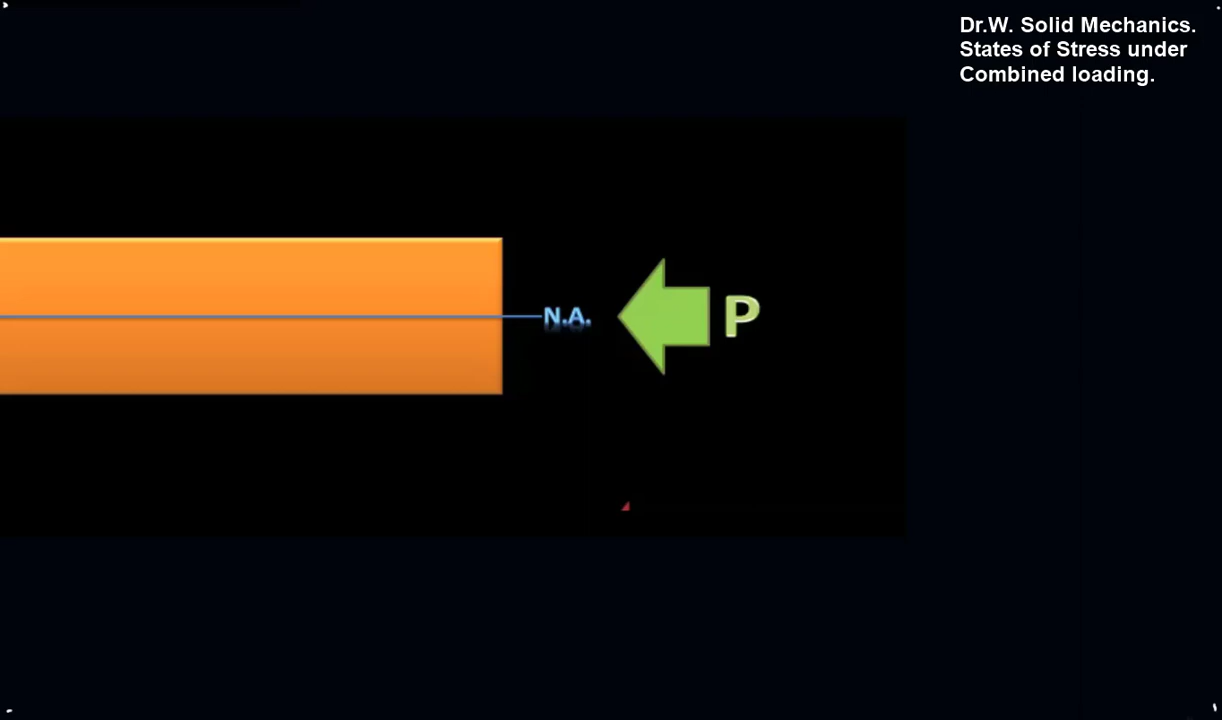 Dr.W. Solid Mechanics.
States of Stress under
Combined loading.
N.A.
P